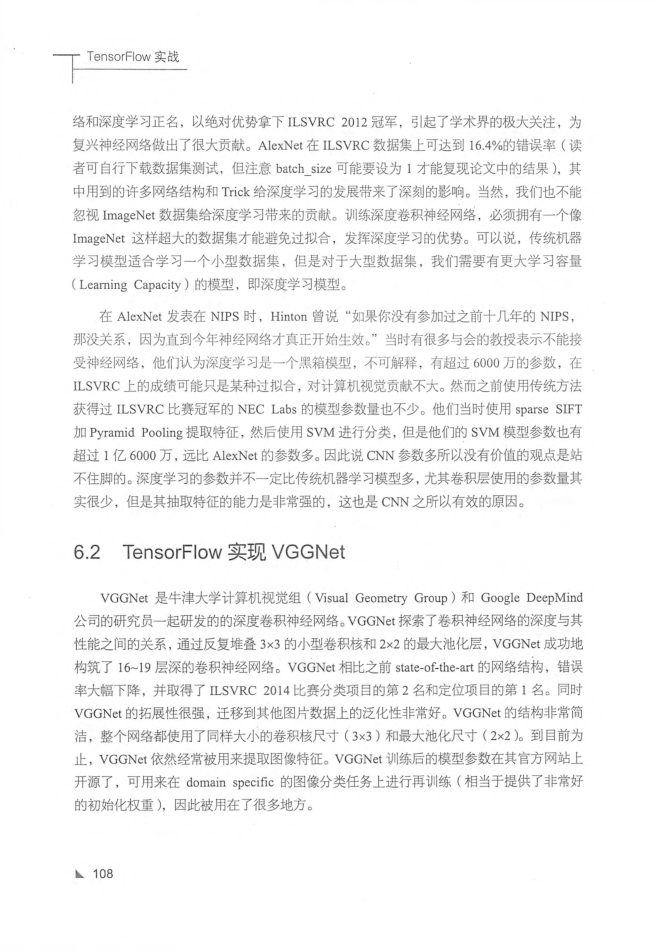 TensorFlow 实战
络和深度学习正名，以绝对优势拿下 ILSVRC 2012 冠军，引起了学术界的极大关注，为
复兴神经网络做出了很大贡献。AlexNet 在 ILSVRC 数据集上可达到 16.4%的错误率（读
者可自行下载数据集测试，但注意 batch_size 可能要设为 1 才能复现论文中的结果），其
中用到的许多网络结构和 Trick 给深度学习的发展带来了深刻的影响。当然，我们也不能
忽视 ImageNet 数据集给深度学习带来的贡献。训练深度卷积神经网络，必须拥有一个像
ImageNet 这样超大的数据集才能避免过拟合，发挥深度学习的优势。可以说，传统机器
学习模型适合学习一个小型数据集，但是对于大型数据集，我们需要有更大学习容量
（Learning Capacity）的模型，即深度学习模型。
在 AlexNet 发表在 NIPS 时，Hinton 曾说“如果你没有参加过之前十几年的 NIPS，
那没关系，因为直到今年神经网络才真正开始生效。”当时有很多与会的教授表示不能接
受神经网络，他们认为深度学习是一个黑箱模型，不可解释，有超过 6000 万的参数，在
ILSVRC 上的成绩可能只是某种过拟合，对计算机视觉贡献不大。然而之前使用传统方法
获得过 ILSVRC 比赛冠军的 NEC Labs 的模型参数量也不少。他们当时使用 sparse SIFT
加 Pyramid Pooling 提取特征，然后使用 SVM 进行分类，但是他们的 SVM 模型参数也有
超过 1 亿 6000 万，远比 AlexNet 的参数多。因此说 CNN 参数多所以没有价值的观点是站
不住脚的。深度学习的参数并不一定比传统机器学习模型多，尤其卷积层使用的参数量其
实很少，但是其抽取特征的能力是非常强的，这也是 CNN 之所以有效的原因。
6.2 TensorFlow 实现 VGGNet
VGGNet 是牛津大学计算机视觉组（Visual Geometry Group）和 Google DeepMind
公司的研究员一起研发的的深度卷积神经网络。VGGNet 探索了卷积神经网络的深度与其
性能之间的关系，通过反复堆叠 3×3 的小型卷积核和 2×2 的最大池化层，VGGNet 成功地
构筑了 16~19 层深的卷积神经网络。VGGNet 相比之前 state-of-the-art 的网络结构，错误
率大幅下降，并取得了 ILSVRC 2014 比赛分类项目的第 2 名和定位项目的第 1 名。同时
VGGNet 的拓展性很强，迁移到其他图片数据上的泛化性非常好。VGGNet 的结构非常简
洁，整个网络都使用了同样大小的卷积核尺寸（3×3）和最大池化尺寸（2×2）。到目前为
止，VGGNet 依然经常被用来提取图像特征。VGGNet 训练后的模型参数在其官方网站上
开源了，可用来在 domain specific 的图像分类任务上进行再训练（相当于提供了非常好
的初始化权重），因此被用在了很多地方。
108